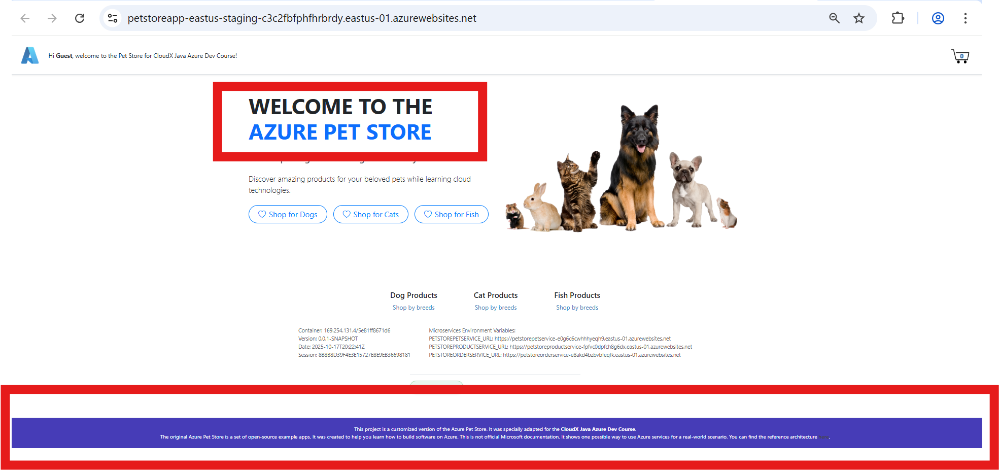 petstoreapp-eastus-staging-c3c2fbfphfhrbrdy.eastus-01.azurewebsites.net
Hi Guest, welcome to the Pet Store for CloudX Java Azure Dev Course!
0
WELCOME TO THE
AZURE PET STORE
Discover amazing products for your beloved pets while learning cloud
technologies.
Shop for Dogs
Shop for Cats
Shop for Fish
Dog Products
Cat Products
Fish Products
Shop by breeds
Shop by breeds
Shop by breeds
Container: 169.254.131.4/5e81ff8671d6
Version: 0.0.1-SNAPSHOT
Date: 2025-10-17T20:22:41Z
Session: 8B8B8D39F4E3E15727E8E9EB36698181
Microservices Environment Variables:
PETSTOREPETSERVICE_URL: https://petstorepetservice-e0g6c6cwhhhyeqh9.eastus-01.azurewebsites.net
PETSTOREPRODUCTSERVICE_URL: https://petstoreproductservice-fpfvc0dpfch8g6dx.eastus-01.azurewebsites.net
PETSTOREORDERSERVICE_URL: https://petstoreorderservice-e8akd4bzbvbfeqfk.eastus-01.azurewebsites.net
This project is a customized version of the Azure Pet Store. It was specially adapted for the CloudX Java Azure Dev Course.
The original Azure Pet Store is a set of open-source example apps. It was created to help you learn how to build software on Azure. This is not official Microsoft documentation. It shows one possible way to use Azure services for a real-world scenario. You can find the reference architecture .